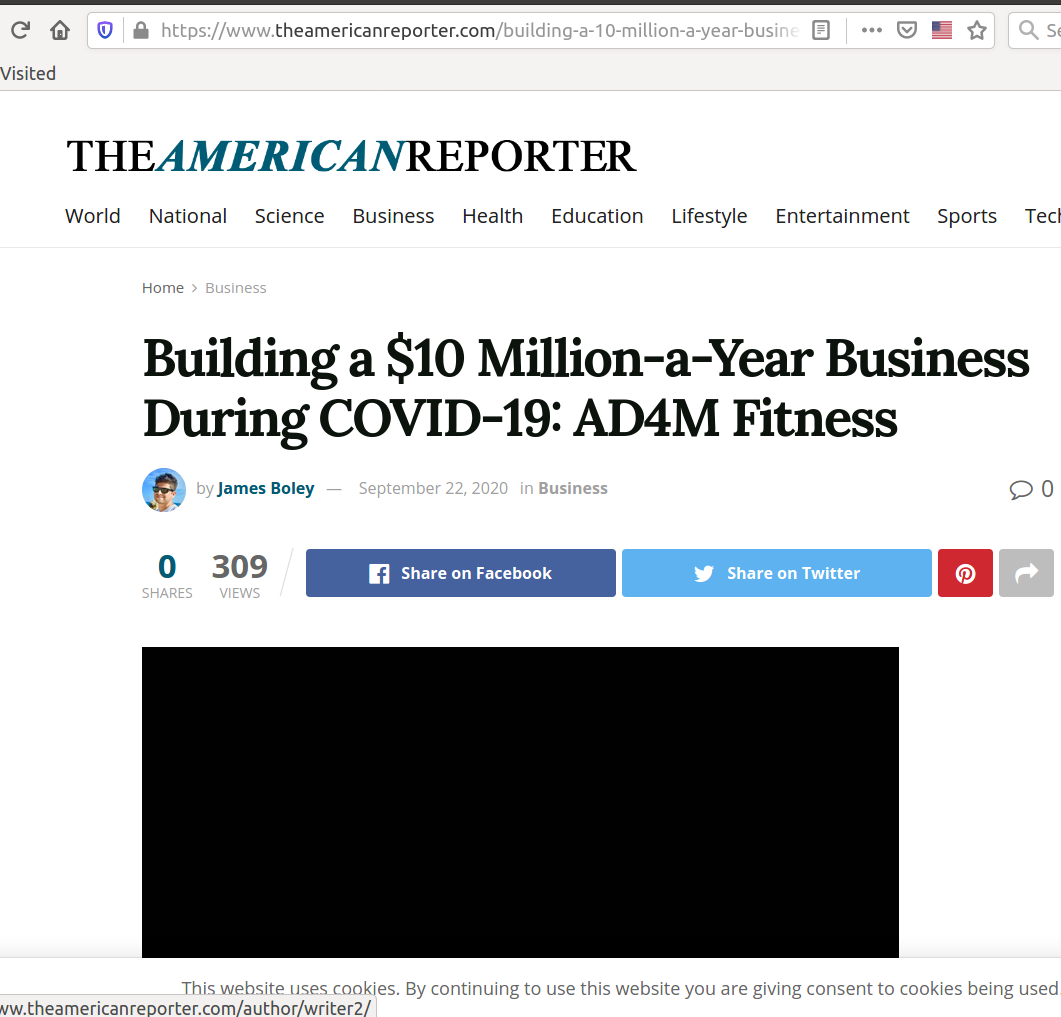 https://www.theamericanreporter.com/building-a-10-million-a-year-busine
Visited
THEAMERICANREPORTER
World National Science Business Health Education Lifestyle Entertainment Sports Tech
Home > Business
Building a $10 Million-a-Year Business
During COVID-19: AD4M Fitness
by James Boley — September 22, 2020 in Business
0
0 309
SHARES VIEWS
Share on Facebook
Share on Twitter
This website uses cookies. By continuing to use this website you are giving consent to cookies being used.
ww.theamericanreporter.com/author/writer2/